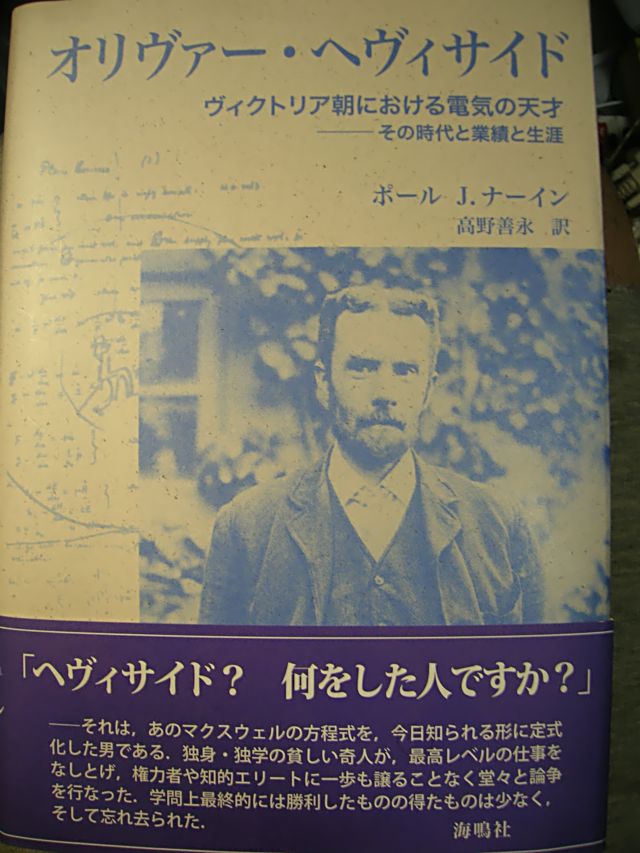 オリヴァー・ヘヴィサイド
ヴィクトリア朝における電気の天才
――その時代と業績と生涯
ポール J.ナーイン
高野善永 訳
「ヘヴィサイド? 何をした人ですか?」
――それは，あのマクスウェルの方程式を，今日知られる形に定式
化した男である．独身・独学の貧しい奇人が，最高レベルの仕事を
なしとげ，権力者や知的エリートに一歩も譲ることなく堂々と論争
を行なった．学問上最終的には勝利したものの得たものは少なく，
そして忘れ去られた．
海鳴社